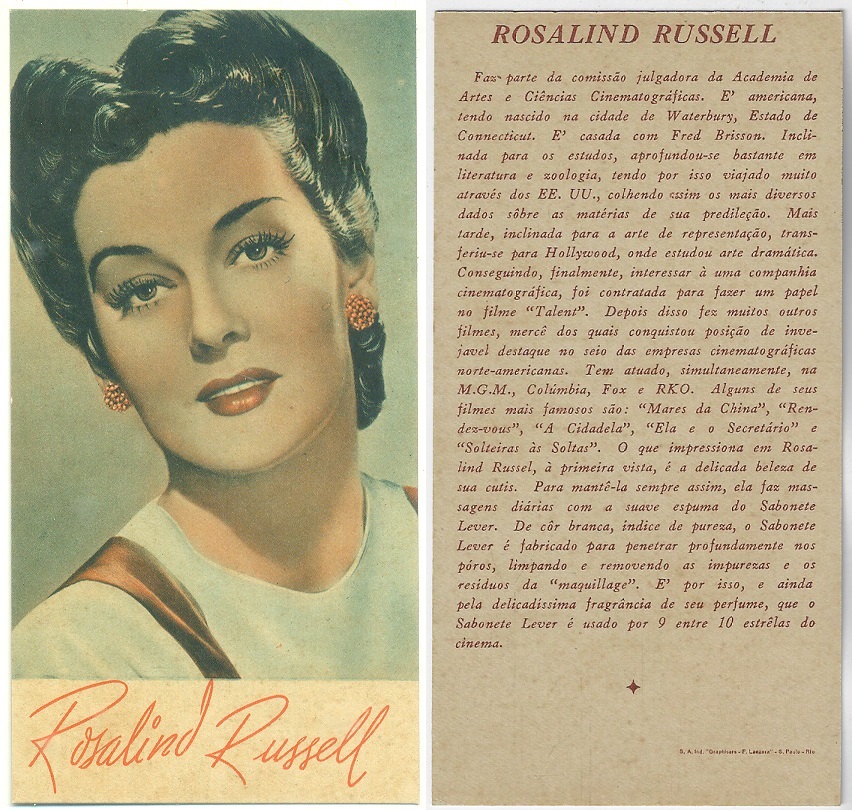 Rosalind Russell
ROSALIND RUSSELL
Faz parte da comissão julgadora da Academia de
Artes e Ciências Cinematográficas. E' americana,
tendo nascido na cidade de Waterbury, Estado de
Connecticut. E' casada com Fred Brisson. Incli-
nada para os estudos, aprofundou-se bastante em
literatura e zoologia, tendo por isso viajado muito
através dos EE. UU., colhendo assim os mais diversos
dados sôbre as matérias de sua predileção. Mais
tarde, inclinada para a arte de representação, trans-
feriu-se para Hollywood, onde estudou arte dramática.
Conseguindo, finalmente, interessar à uma companhia
cinematográfica, foi contratada para fazer um papel
no filme “Talent”. Depois disso fez muitos outros
filmes, mercê dos quais conquistou posição de inve-
javel destaque no seio das empresas cinematográficas
norte-americanas. Tem atuado, simultaneamente, na
M.G.M., Colúmbia, Fox e RKO. Alguns de seus
filmes mais famosos são: “Mares da China”, “Ren-
dez-vous”, “A Cidadela”, “Ela e o Secretário” e
“Solteiras às Soltas”. O que impressiona em Rosa-
lind Russel, à primeira vista, é a delicada beleza de
sua cutis. Para mantê-la sempre assim, ela faz mas-
sagens diárias com a suave espuma do Sabonete
Lever. De côr branca, índice de pureza, o Sabonete
Lever é fabricado para penetrar profundamente nos
póros, limpando e removendo as impurezas e os
residuos da “maquillage”. E' por isso, e ainda
pela delicadíssima fragrância de seu perfume, que o
Sabonete Lever é usado por 9 entre 10 estrêlas do
cinema.
S. A. Ind. "Graphicars - F. Lanzara" - S. Paulo - Rio